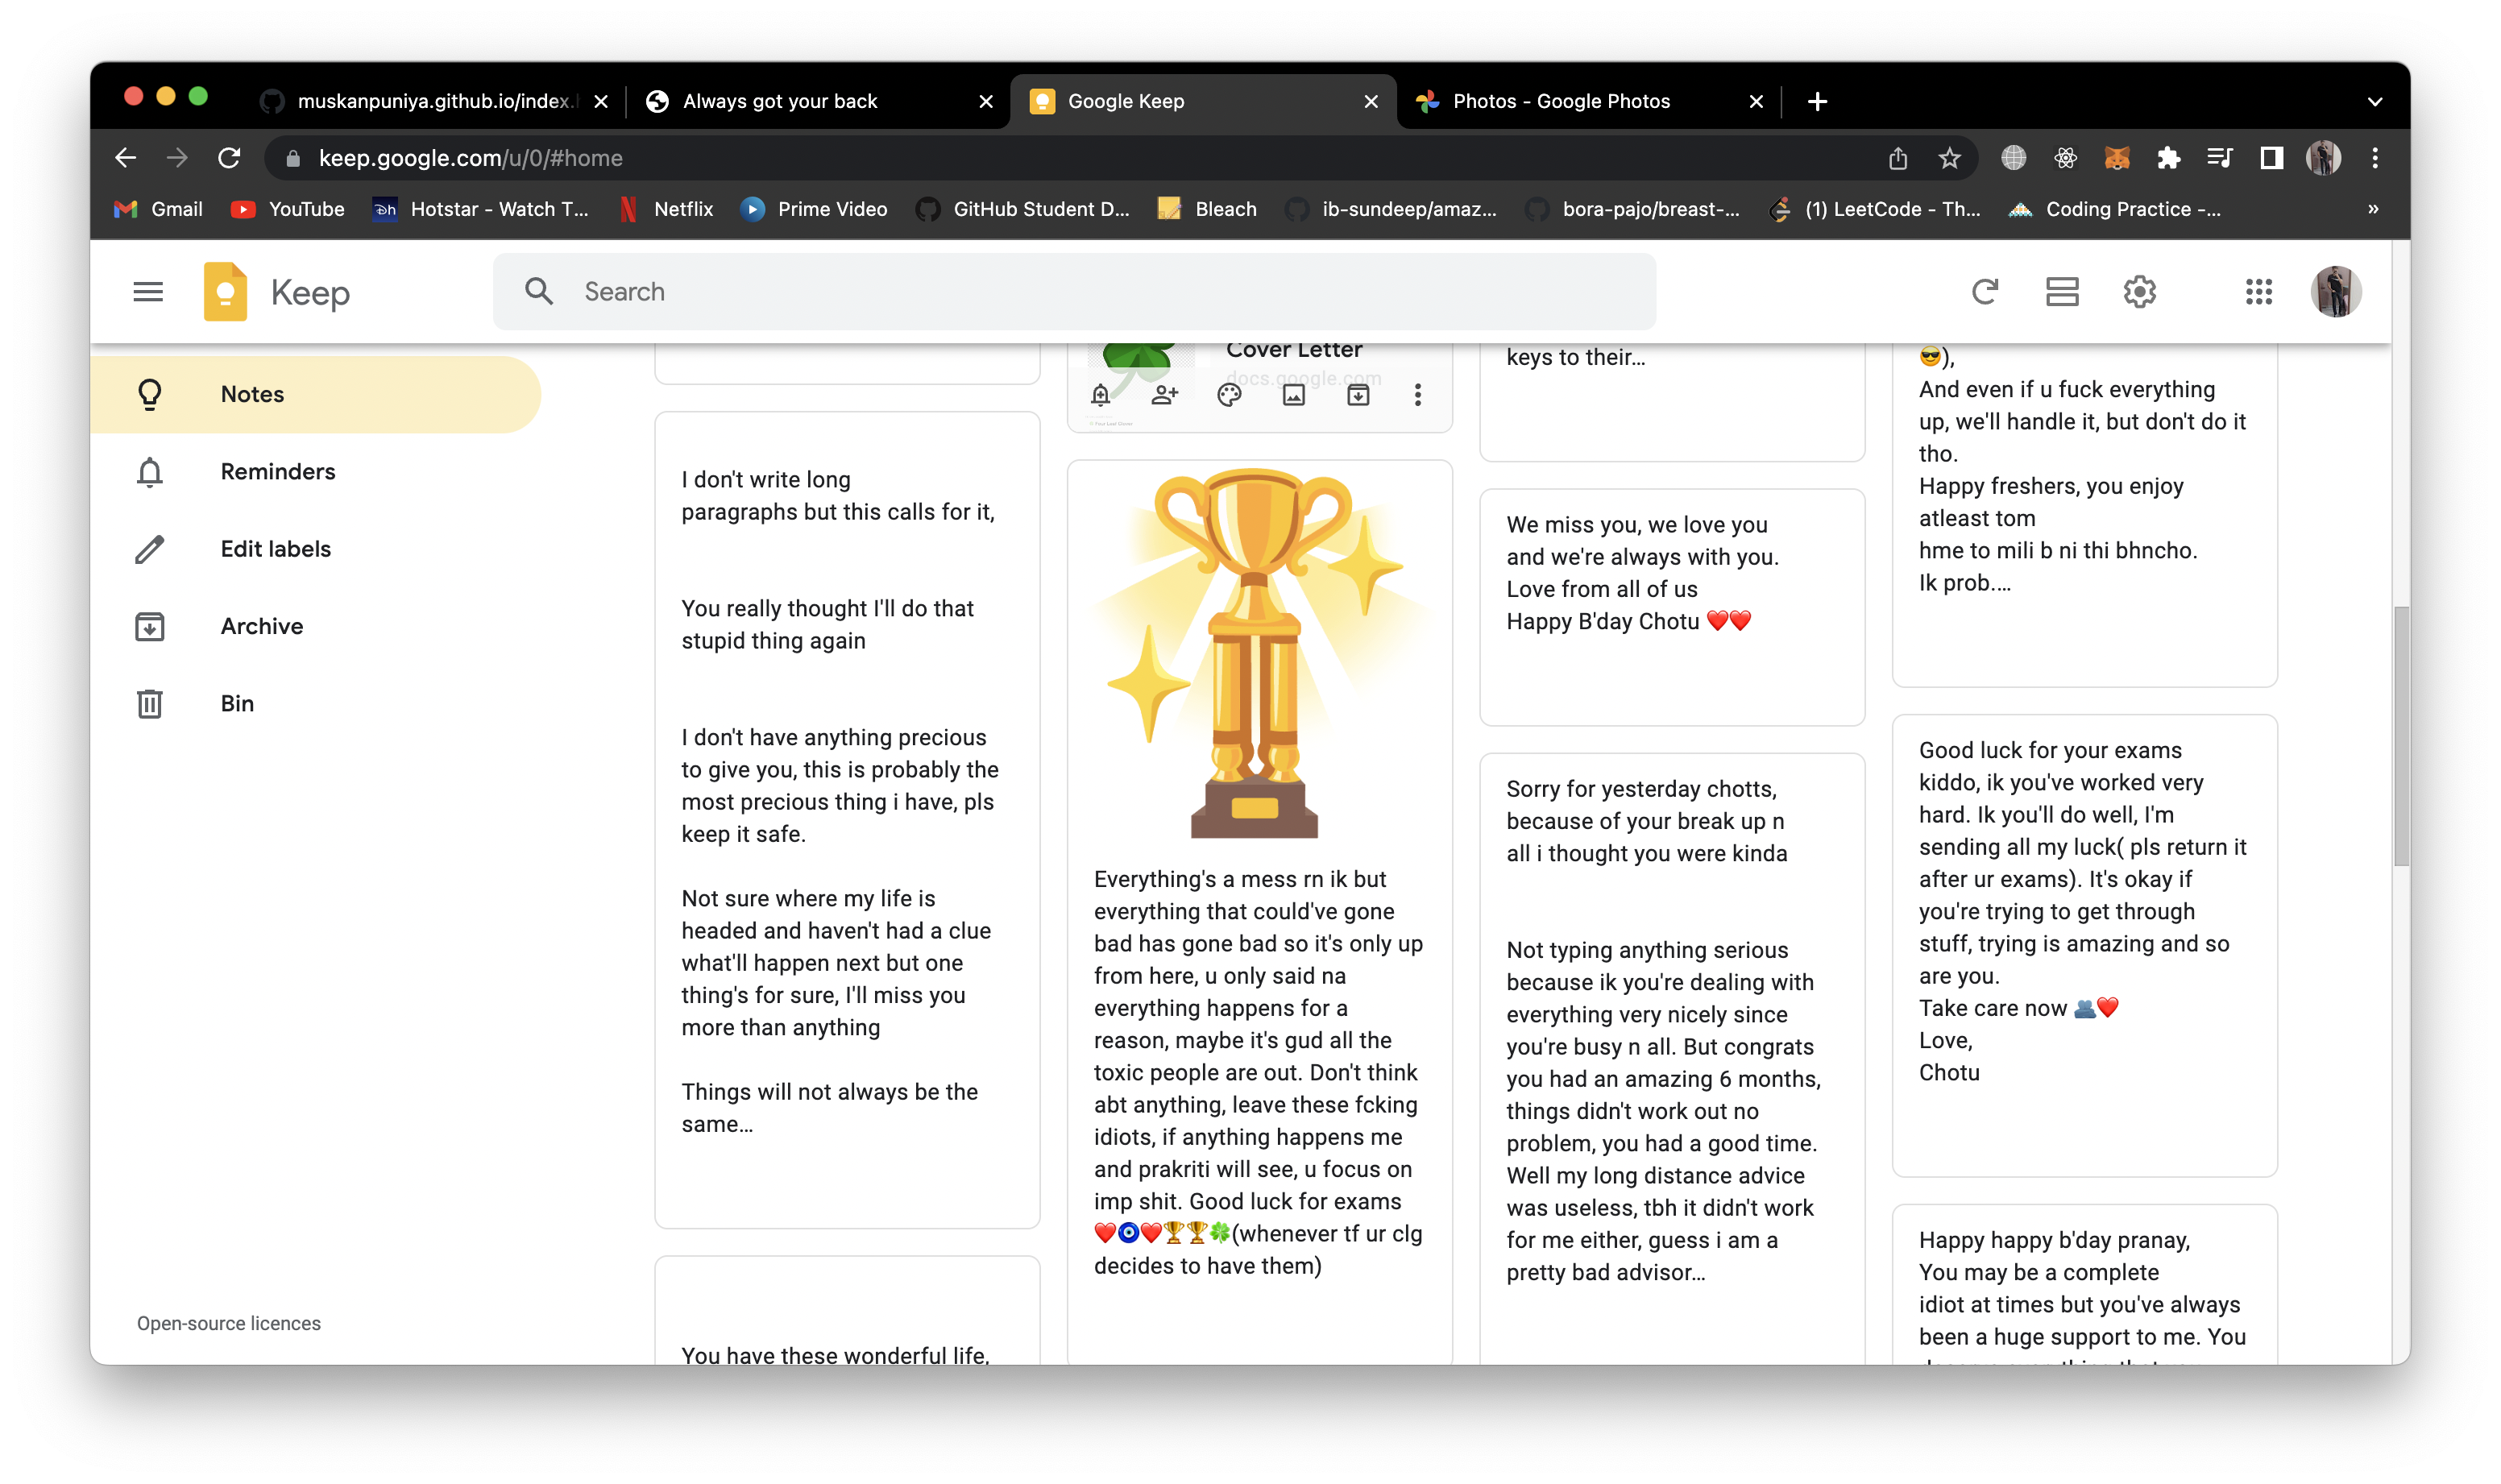 muskanpuniya.github.io/index.h
Always got your back
Google Keep
Photos - Google Photos
keep.google.com/u/0/#home
Gmail
YouTube
Hotstar - Watch T...
Netflix
Prime Video
GitHub Student D...
Bleach
ib-sundeep/amaz...
bora-pajo/breast-...
(1) LeetCode - Th...
Coding Practice -...
»
Keep
Search
Notes
Reminders
Edit labels
Archive
Bin
Open-source licences
I don't write long
paragraphs but this calls for it,
You really thought I'll do that
stupid thing again
I don't have anything precious
to give you, this is probably the
most precious thing i have, pls
keep it safe.
Not sure where my life is
headed and haven't had a clue
what'll happen next but one
thing's for sure, I'll miss you
more than anything
Things will not always be the
same...
You have these wonderful life,
Cover Letter
docs.google.com
Four Leaf Clover
Everything's a mess rn ik but
everything that could've gone
bad has gone bad so it's only up
from here, u only said na
everything happens for a
reason, maybe it's gud all the
toxic people are out. Don't think
abt anything, leave these fcking
idiots, if anything happens me
and prakriti will see, u focus on
imp shit. Good luck for exams
❤️🧿❤️🏆🏆🍀(whenever tf ur clg
decides to have them)
keys to their...
We miss you, we love you
and we're always with you.
Love from all of us
Happy B'day Chotu ❤️❤️
Sorry for yesterday chotts,
because of your break up n
all i thought you were kinda
Not typing anything serious
because ik you're dealing with
everything very nicely since
you're busy n all. But congrats
you had an amazing 6 months,
things didn't work out no
problem, you had a good time.
Well my long distance advice
was useless, tbh it didn't work
for me either, guess i am a
pretty bad advisor...
😎),
And even if u fuck everything
up, we'll handle it, but don't do it
tho.
Happy freshers, you enjoy
atleast tom
hme to mili b ni thi bhncho.
Ik prob....
Good luck for your exams
kiddo, ik you've worked very
hard. Ik you'll do well, I'm
sending all my luck( pls return it
after ur exams). It's okay if
you're trying to get through
stuff, trying is amazing and so
are you.
Take care now 🫂❤️
Love,
Chotu
Happy happy b'day pranay,
You may be a complete
idiot at times but you've always
been a huge support to me. You